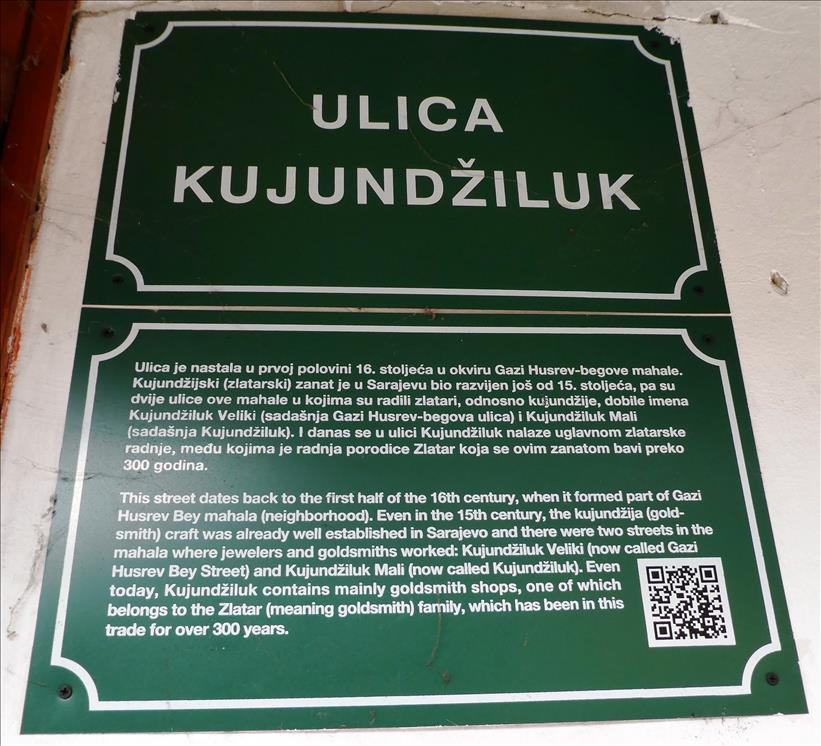 ULICA
KUJUNDŽILUK
Ulica je nastala u prvoj polovini 16. stoljeća u okviru Gazi Husrev-begove mahale.
Kujundžijski (zlatarski) zanat je u Sarajevu bio razvijen još od 15. stoljeća, pa su
dvije ulice ove mahale u kojima su radili zlatari, odnosno kujundžije, dobile imena
Kujundžiluk Veliki (sadašnja Gazi Husrev-begova ulica) i Kujundžiluk Mali
(sadašnja Kujundžiluk). I danas se u ulici Kujundžiluk nalaze uglavnom zlatarske
radnje, među kojima je radnja porodice Zlatar koja se ovim zanatom bavi preko
300 godina.
This street dates back to the first half of the 16th century, when it formed part of Gazi
Husrev Bey mahala (neighborhood). Even in the 15th century, the kujundžija (gold-
smith) craft was already well established in Sarajevo and there were two streets in the
mahala where jewelers and goldsmiths worked: Kujundžiluk Veliki (now called Gazi
Husrev Bey Street) and Kujundžiluk Mali (now called Kujundžiluk). Even
today, Kujundžiluk contains mainly goldsmith shops, one of which
belongs to the Zlatar (meaning goldsmith) family, which has been in this
trade for over 300 years.